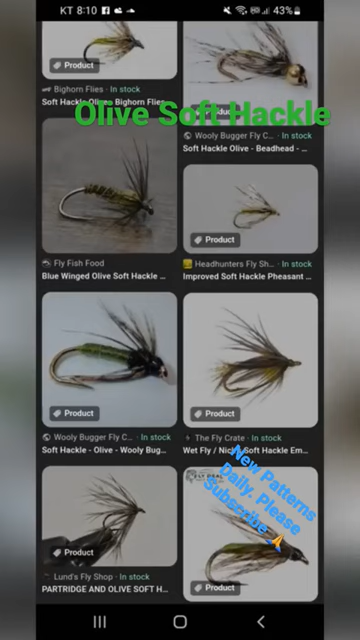 KT 8:10
43%
Product
Bighorn Flies · In stock
Soft Hackle Olive - Bighorn Flies
Product
Olive Soft Hackle
Wooly Bugger Fly C... · In stock
Soft Hackle Olive - Beadhead - ...
Fly Fish Food
Blue Winged Olive Soft Hackle ...
Product
Headhunters Fly Sh... · In stock
Improved Soft Hackle Pheasant ...
Product
Wooly Bugger Fly C... · In stock
Soft Hackle - Olive - Wooly Bug...
Product
The Fly Crate · In stock
Wet Fly / Nick's Soft Hackle Em...
New Patterns
Daily. please
Subscribe
Product
Lund's Fly Shop · In stock
PARTRIDGE AND OLIVE SOFT H...
Product